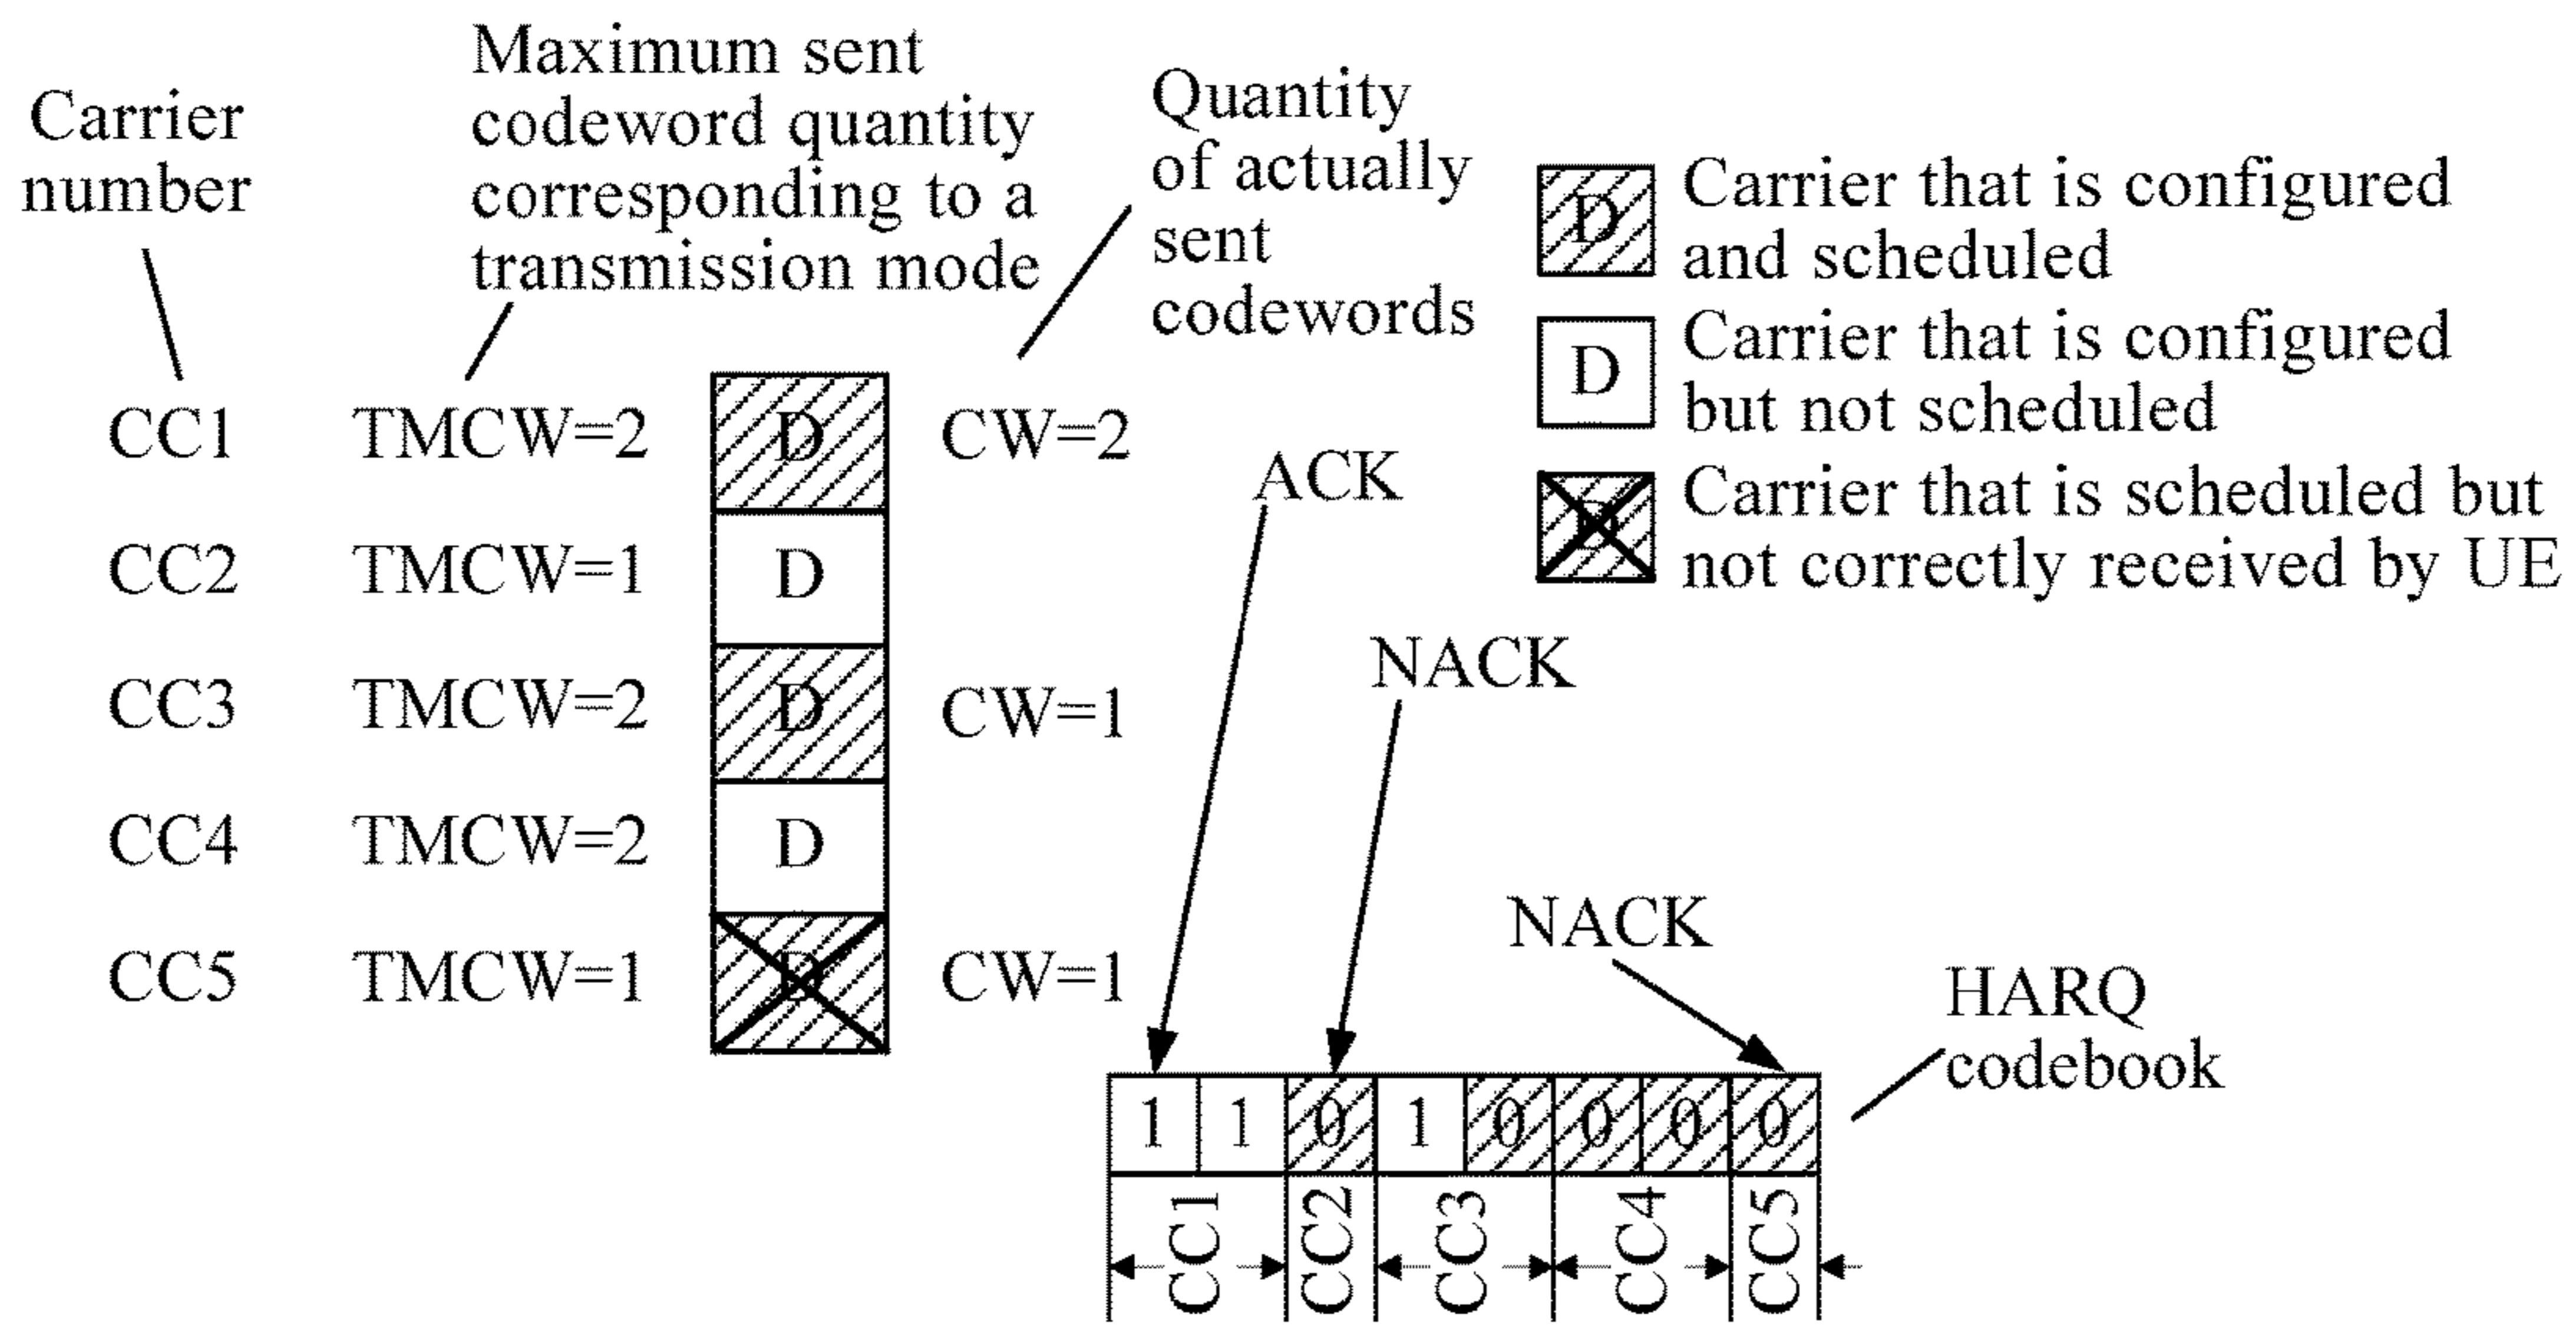 Carrier
number
Maximum sent
codeword quantity
corresponding to a
transmission mode
Quantity
of actually
sent
codewords
D Carrier that is configured
and scheduled
D Carrier that is configured
but not scheduled
D Carrier that is scheduled but
not correctly received by UE
CC1 TMCW=2 D CW=2
CC2 TMCW=1 D
CC3 TMCW=2 D CW=1
CC4 TMCW=2 D
CC5 TMCW=1 D CW=1
ACK
NACK
NACK
HARQ
codebook
1 1 0 1 0 0 0 0
CC1 CC2 CC3 CC4 CC5